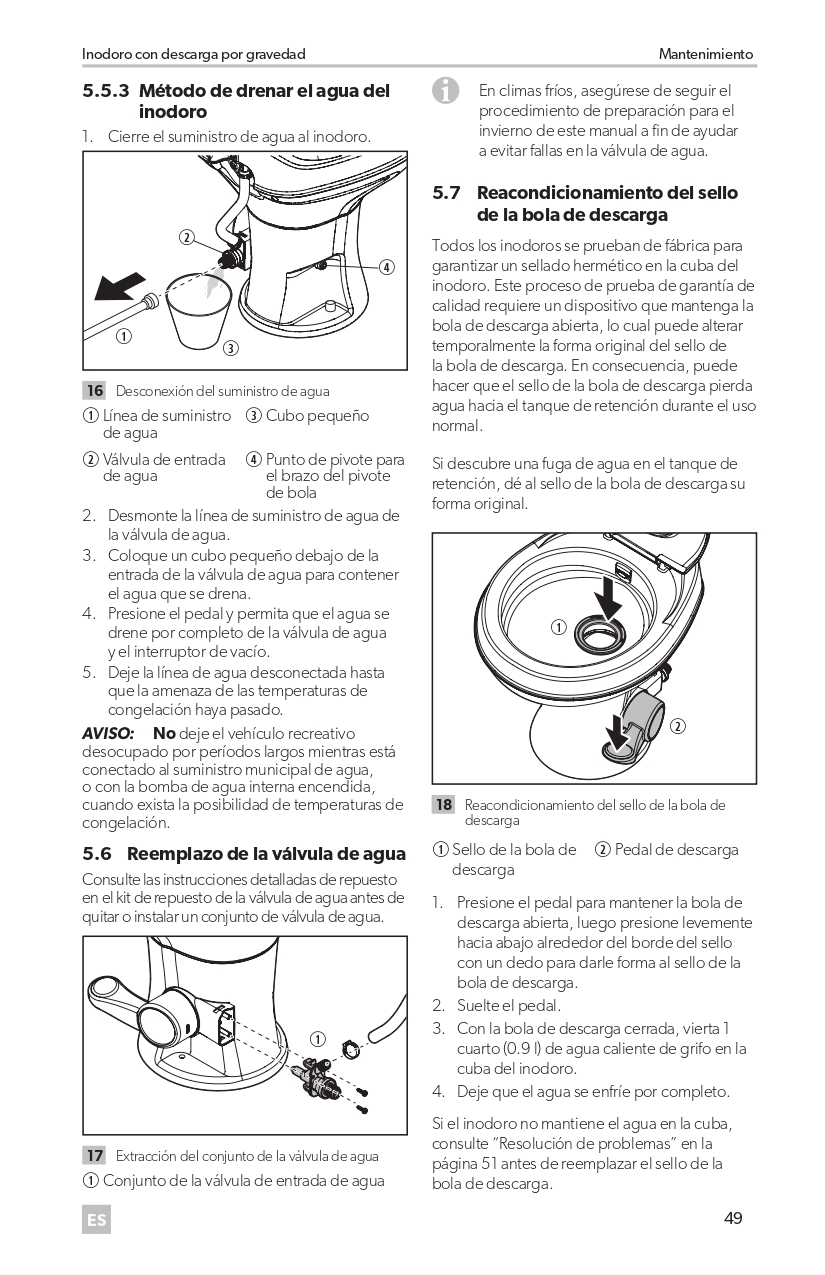 Inodoro con descarga por gravedad
Mantenimiento
5.5.3 Método de drenar el agua del
inodoro
1. Cierre el suministro de agua al inodoro.
2
4
1
3
16 Desconexión del suministro de agua
1 Línea de suministro
de agua
3 Cubo pequeño
2 Válvula de entrada
de agua
4 Punto de pivote para
el brazo del pivote
de bola
2. Desmonte la línea de suministro de agua de
la válvula de agua.
3. Coloque un cubo pequeño debajo de la
entrada de la válvula de agua para contener
el agua que se drena.
4. Presione el pedal y permita que el agua se
drene por completo de la válvula de agua
y el interruptor de vacío.
5. Deje la línea de agua desconectada hasta
que la amenaza de las temperaturas de
congelación haya pasado.
AVISO: No deje el vehículo recreativo
desocupado por períodos largos mientras está
conectado al suministro municipal de agua,
o con la bomba de agua interna encendida,
cuando exista la posibilidad de temperaturas de
congelación.
5.6 Reemplazo de la válvula de agua
Consulte las instrucciones detalladas de repuesto
en el kit de repuesto de la válvula de agua antes de
quitar o instalar un conjunto de válvula de agua.
1
17 Extracción del conjunto de la válvula de agua
1 Conjunto de la válvula de entrada de agua
En climas fríos, asegúrese de seguir el
procedimiento de preparación para el
invierno de este manual a fin de ayudar
a evitar fallas en la válvula de agua.
5.7 Reacondicionamiento del sello
de la bola de descarga
Todos los inodoros se prueban de fábrica para
garantizar un sellado hermético en la cuba del
inodoro. Este proceso de prueba de garantía de
calidad requiere un dispositivo que mantenga la
bola de descarga abierta, lo cual puede alterar
temporalmente la forma original del sello de
la bola de descarga. En consecuencia, puede
hacer que el sello de la bola de descarga pierda
agua hacia el tanque de retención durante el uso
normal.
Si descubre una fuga de agua en el tanque de
retención, dé al sello de la bola de descarga su
forma original.
1
2
18 Reacondicionamiento del sello de la bola de
descarga
1 Sello de la bola de
descarga
2 Pedal de descarga
1. Presione el pedal para mantener la bola de
descarga abierta, luego presione levemente
hacia abajo alrededor del borde del sello
con un dedo para darle forma al sello de la
bola de descarga.
2. Suelte el pedal.
3. Con la bola de descarga cerrada, vierta 1
cuarto (0.9 l) de agua caliente de grifo en la
cuba del inodoro.
4. Deje que el agua se enfríe por completo.
Si el inodoro no mantiene el agua en la cuba,
consulte “Resolución de problemas” en la
página 51 antes de reemplazar el sello de la
bola de descarga.
ES
49